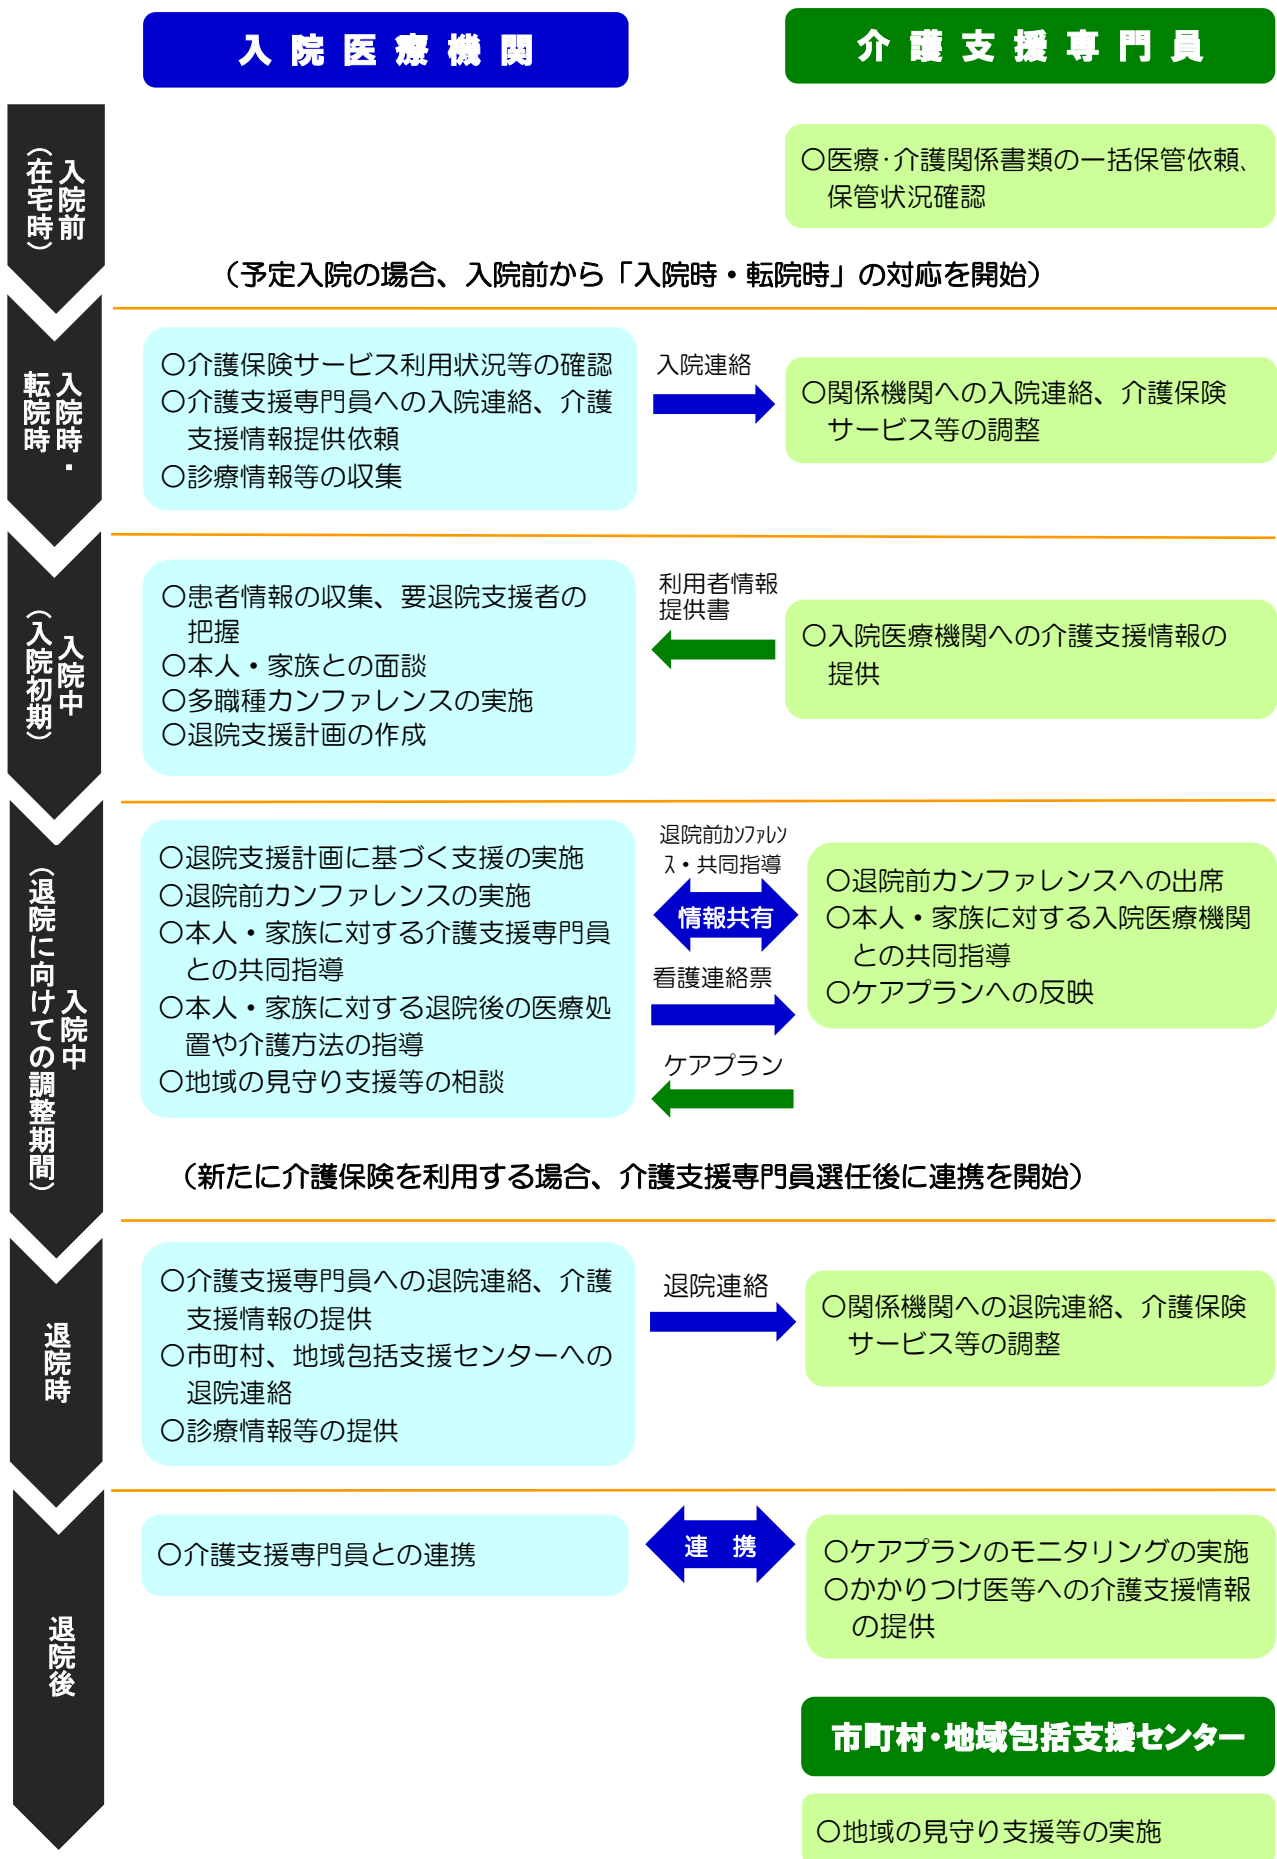 入院医療機関
介護支援専門員
入院前
（在宅時）
〇医療・介護関係書類の一括保管依頼、
保管状況確認
（予定入院の場合、入院前から「入院時・転院時」の対応を開始）
入院時・
転院時
〇介護保険サービス利用状況等の確認
〇介護支援専門員への入院連絡、介護
支援情報提供依頼
〇診療情報等の収集
入院連絡
〇関係機関への入院連絡、介護保険
サービス等の調整
入院中
（入院初期）
〇患者情報の収集、要退院支援者の
把握
〇本人・家族との面談
〇多職種カンファレンスの実施
〇退院支援計画の作成
利用者情報
提供書
〇入院医療機関への介護支援情報の
提供
入院中
（退院に向けての調整期間）
〇退院支援計画に基づく支援の実施
〇退院前カンファレンスの実施
〇本人・家族に対する介護支援専門員
との共同指導
〇本人・家族に対する退院後の医療処
置や介護方法の指導
〇地域の見守り支援等の相談
退院前ｶﾝﾌｧﾚﾝ
ｽ・共同指導
情報共有
看護連絡票
ケアプラン
〇退院前カンファレンスへの出席
〇本人・家族に対する入院医療機関
との共同指導
〇ケアプランへの反映
（新たに介護保険を利用する場合、介護支援専門員選任後に連携を開始）
退院時
〇介護支援専門員への退院連絡、介護
支援情報の提供
〇市町村、地域包括支援センターへの
退院連絡
〇診療情報等の提供
退院連絡
〇関係機関への退院連絡、介護保険
サービス等の調整
退院後
〇介護支援専門員との連携
連　携
〇ケアプランのモニタリングの実施
〇かかりつけ医等への介護支援情報
の提供
市町村・地域包括支援センター
〇地域の見守り支援等の実施